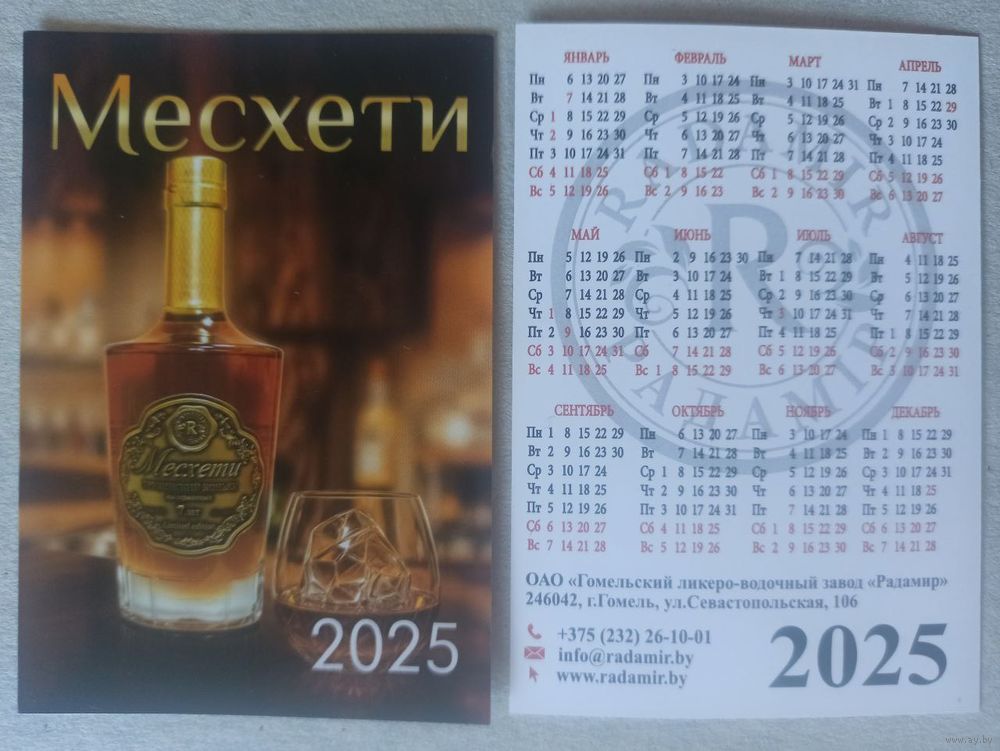 Месхети
R
Месхети
7 лет
Limited edition
2025
ЯНВАРЬ ФЕВРАЛЬ МАРТ АПРЕЛЬ
Пн 6 13 20 27 Пн 3 10 17 24 Пн 3 10 17 24 31 Пн 7 14 21 28
Вт 7 14 21 28 Вт 4 11 18 25 Вт 4 11 18 25 Вт 1 8 15 22 29
Ср 1 8 15 22 29 Ср 5 12 19 26 Ср 5 12 19 26 Ср 2 9 16 23 30
Чт 2 9 16 23 30 Чт 6 13 20 27 Чт 6 13 20 27 Чт 3 10 17 24
Пт 3 10 17 24 31 Пт 7 14 21 28 Пт 7 14 21 28 Пт 4 11 18 25
Сб 4 11 18 25 Сб 1 8 15 22 Сб 1 8 15 22 29 Сб 5 12 19 26
Вс 5 12 19 26 Вс 2 9 16 23 Вс 2 9 16 23 30 Вс 6 13 20 27
МАЙ ИЮНЬ ИЮЛЬ АВГУСТ
Пн 5 12 19 26 Пн 2 9 16 23 30 Пн 7 14 21 28 Пн 4 11 18 25
Вт 6 13 20 27 Вт 3 10 17 24 Вт 1 8 15 22 29 Вт 5 12 19 26
Ср 7 14 21 28 Ср 4 11 18 25 Ср 2 9 16 23 30 Ср 6 13 20 27
Чт 1 8 15 22 29 Чт 5 12 19 26 Чт 3 10 17 24 31 Чт 7 14 21 28
Пт 2 9 16 23 30 Пт 6 13 20 27 Пт 4 11 18 25 Пт 1 8 15 22 29
Сб 3 10 17 24 31 Сб 7 14 21 28 Сб 5 12 19 26 Сб 2 9 16 23 30
Вс 4 11 18 25 Вс 1 8 15 22 29 Вс 6 13 20 27 Вс 3 10 17 24 31
СЕНТЯБРЬ ОКТЯБРЬ НОЯБРЬ ДЕКАБРЬ
Пн 1 8 15 22 29 Пн 6 13 20 27 Пн 3 10 17 24 Пн 1 8 15 22 29
Вт 2 9 16 23 30 Вт 7 14 21 28 Вт 4 11 18 25 Вт 2 9 16 23 30
Ср 3 10 17 24 Ср 1 8 15 22 29 Ср 5 12 19 26 Ср 3 10 17 24 31
Чт 4 11 18 25 Чт 2 9 16 23 30 Чт 6 13 20 27 Чт 4 11 18 25
Пт 5 12 19 26 Пт 3 10 17 24 31 Пт 7 14 21 28 Пт 5 12 19 26
Сб 6 13 20 27 Сб 4 11 18 25 Сб 1 8 15 22 29 Сб 6 13 20 27
Вс 7 14 21 28 Вс 5 12 19 26 Вс 2 9 16 23 30 Вс 7 14 21 28
RADAMIR
R
РАДАМИР
ОАО «Гомельский ликеро-водочный завод «Радамир»
246042, г.Гомель, ул.Севастопольская, 106
+375 (232) 26-10-01
info@radamir.by
www.radamir.by
2025
www.ay.by